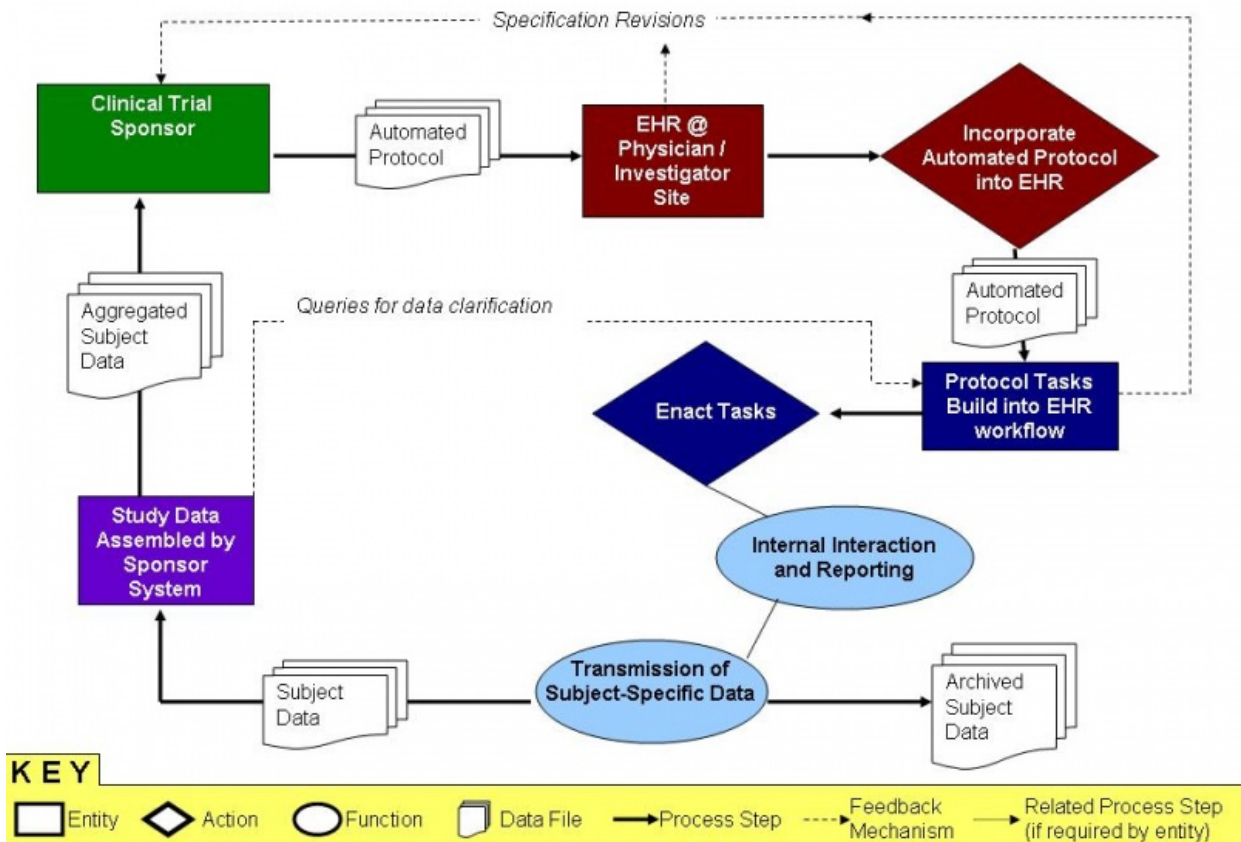 Specification Revisions
Clinical Trial
Sponsor
Automated
Protocol
EHR @
Physician /
Investigator
Site
Incorporate
Automated Protocol
into EHR
Aggregated
Subject
Data
Queries for data clarification
Automated
Protocol
Enact Tasks
Protocol Tasks
Build into EHR
workflow
Study Data
Assembled by
Sponsor
System
Internal Interaction
and Reporting
Subject
Data
Transmission of
Subject-Specific Data
Archived
Subject
Data
KEY
Entity
Action
Function
Data File
Process Step
Feedback
Mechanism
Related Process Step
(if required by entity)